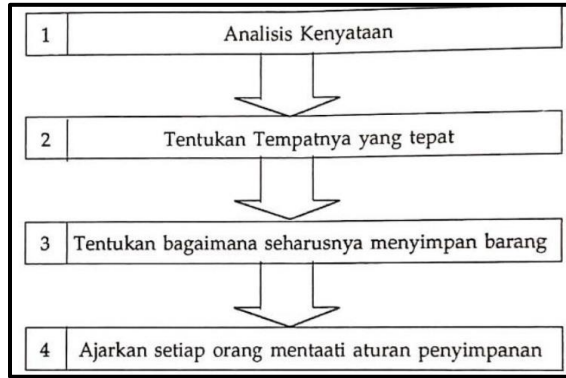 1 Analisis Kenyataan
2 Tentukan Tempatnya yang tepat
3 Tentukan bagaimana seharusnya menyimpan barang
4 Ajarkan setiap orang mentaati aturan penyimpanan